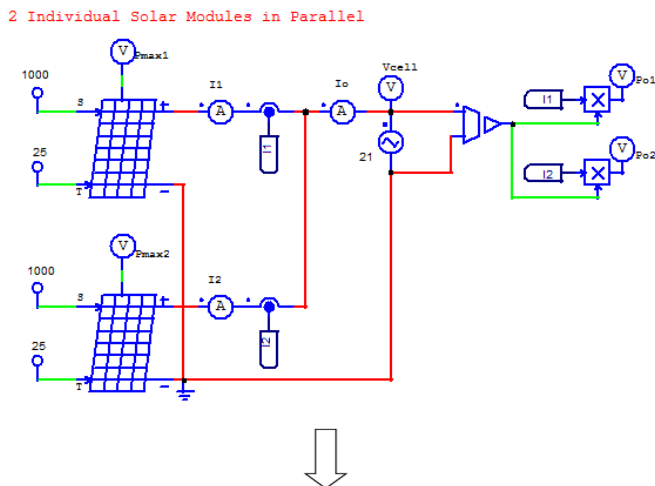 2 Individual Solar Modules in Parallel
V
Pmax1
1000
S
+
I1
A
I1
Io
A
Vcell
V
21
25
T
−
I1
V
Po1
I2
V
Po2
V
Pmax2
1000
S
+
I2
A
I2
25
T
−